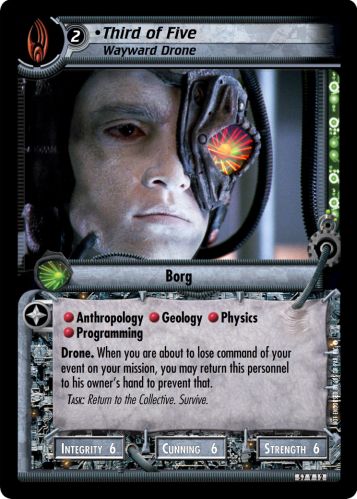 2
•Third of Five
Wayward Drone
Borg
Anthropology Geology Physics
Programming
Drone. When you are about to lose command of your
event on your mission, you may return this personnel
to his owner's hand to prevent that.
TASK: Return to the Collective. Survive.
INTEGRITY 6 CUNNING 6 STRENGTH 6